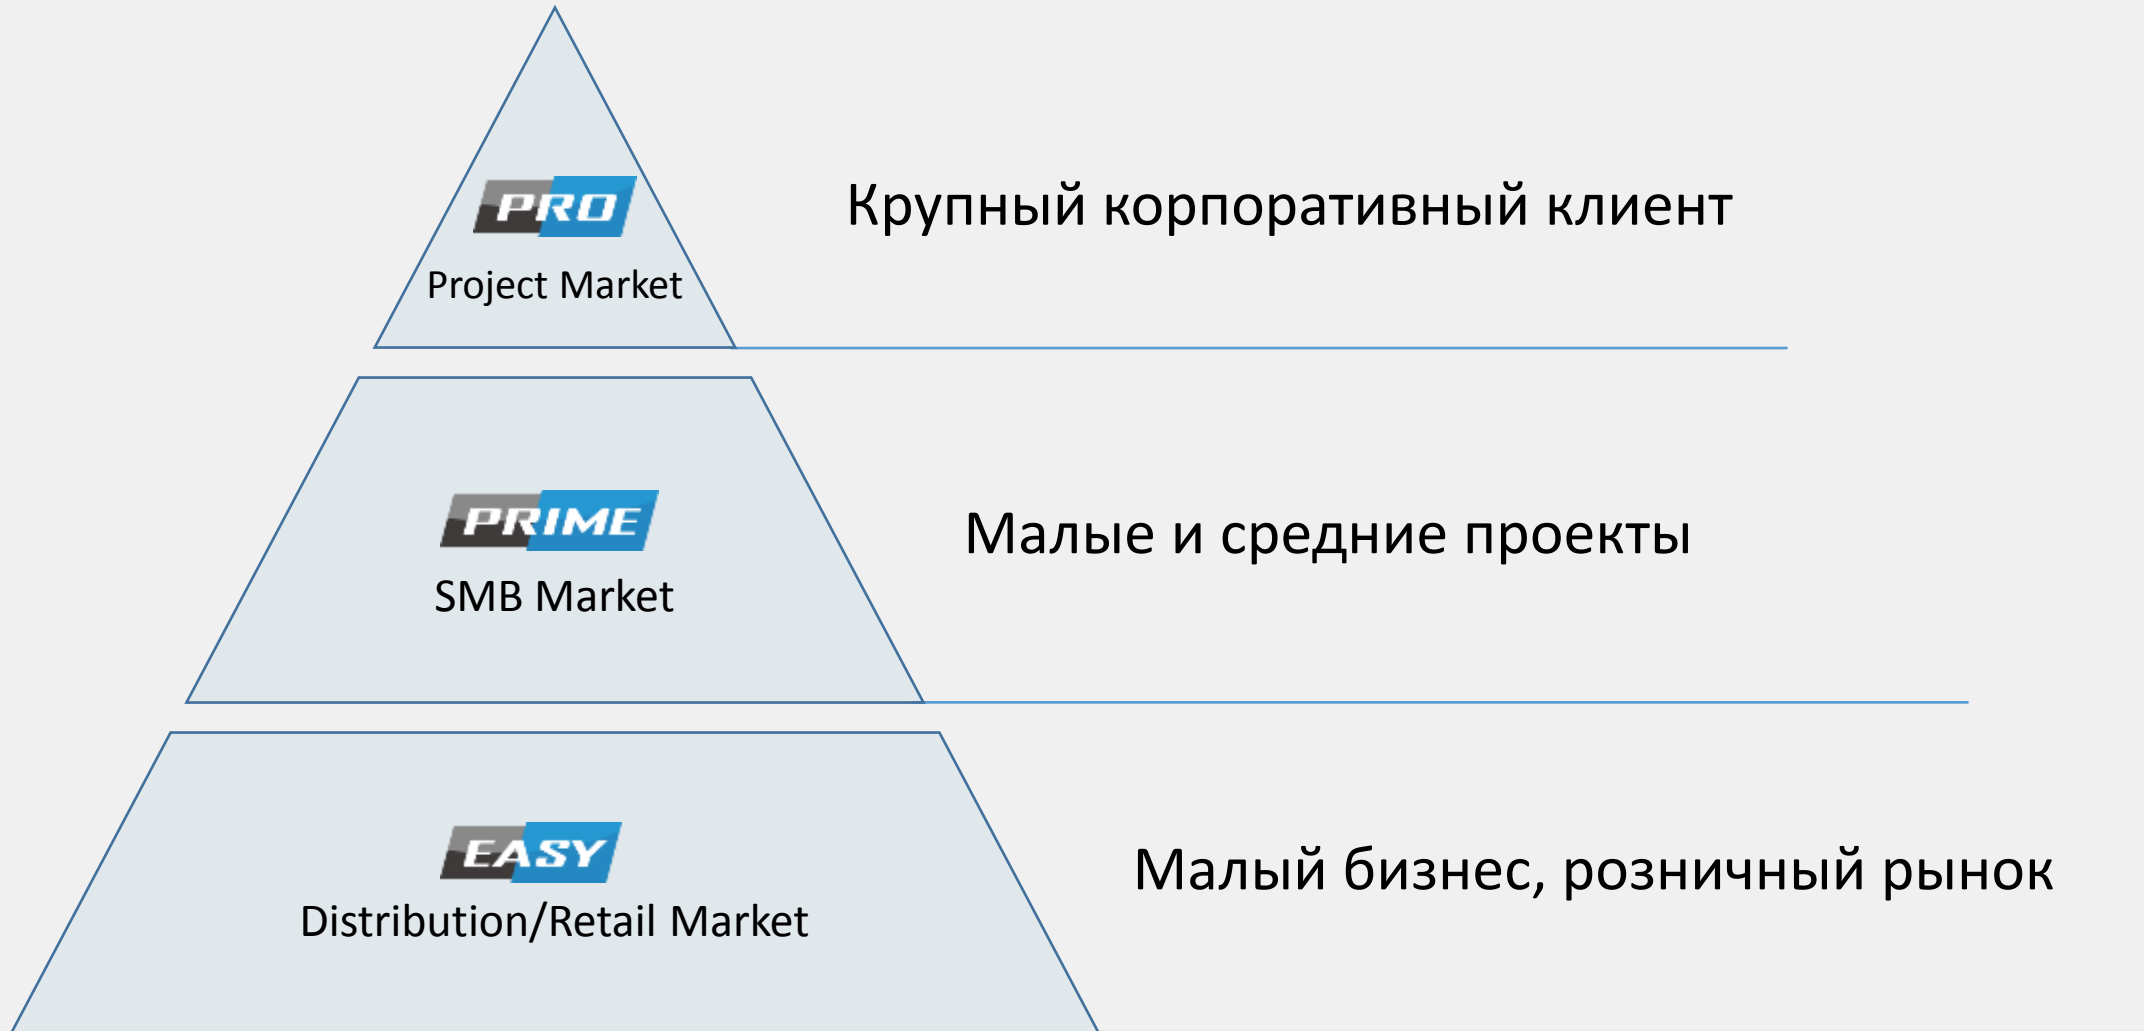 PRO
Project Market
Крупный корпоративный клиент
PRIME
SMB Market
Малые и средние проекты
EASY
Distribution/Retail Market
Малый бизнес, розничный рынок